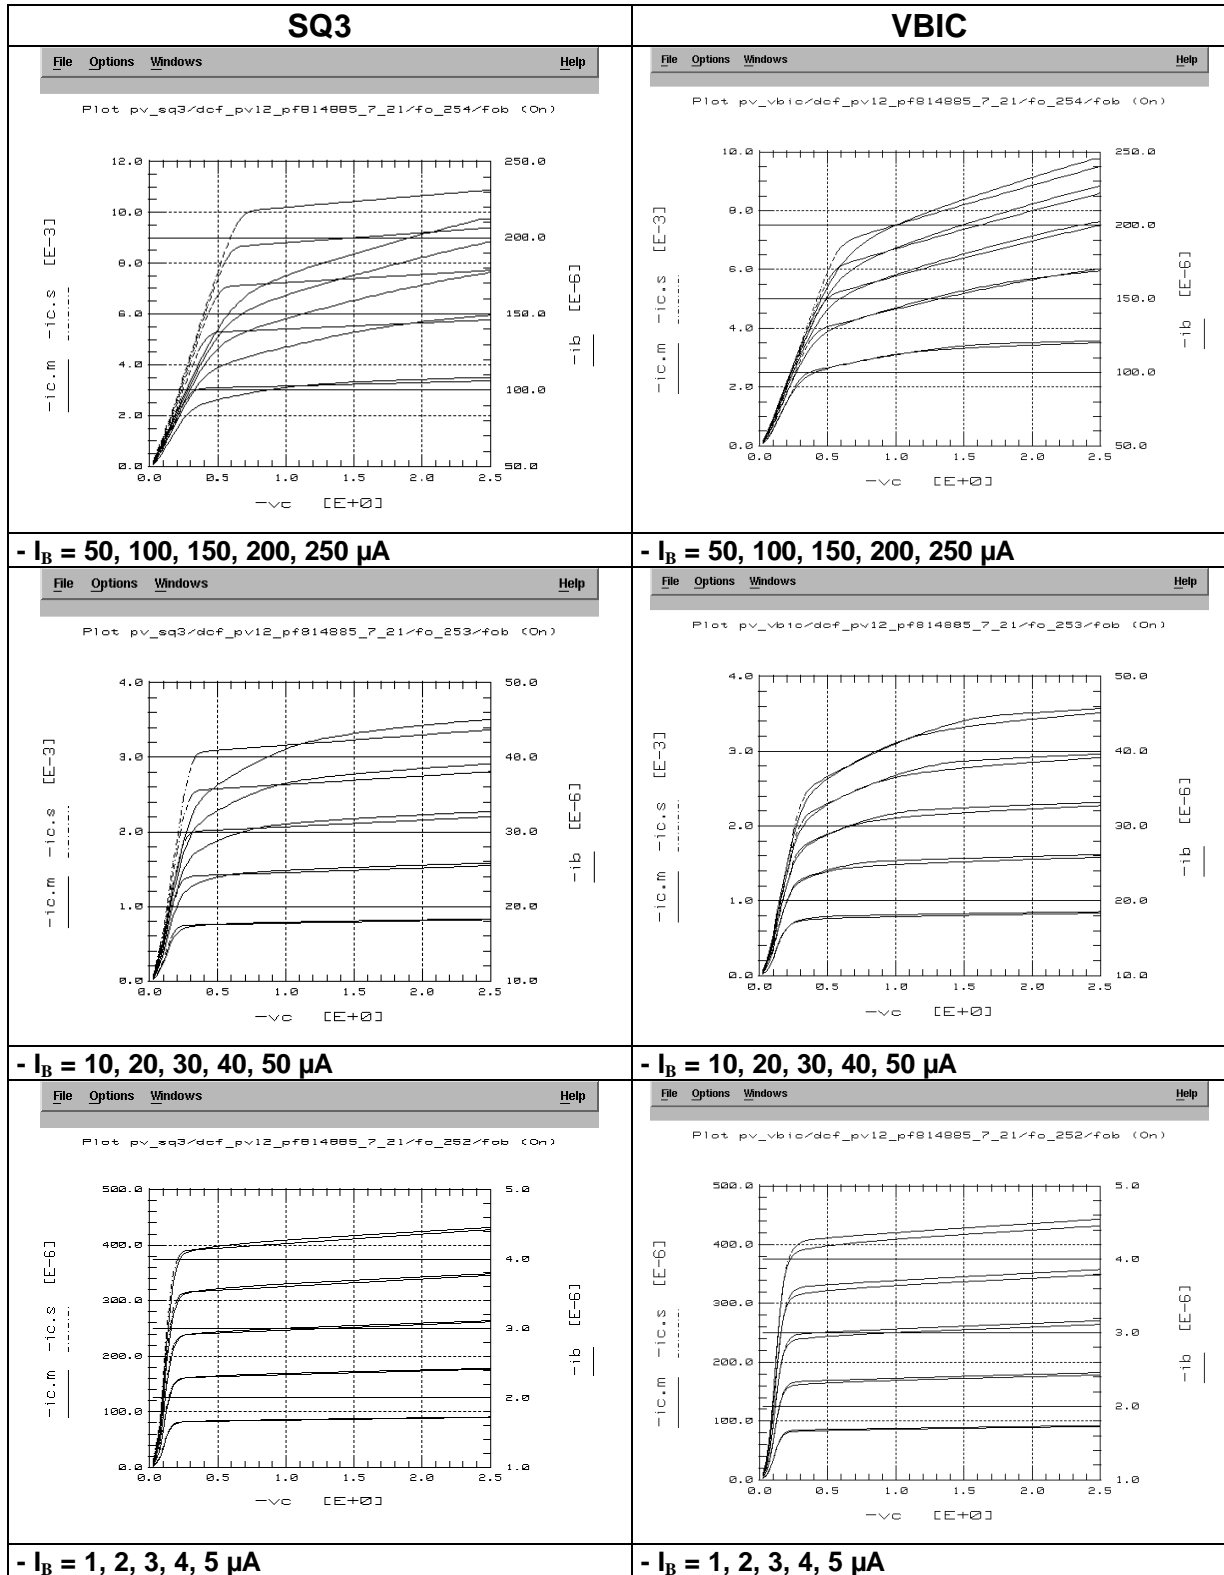 SQ3 VBIC
File Options Windows Help
Plot pv_sq3/dcf_pv12_pf814885_7_21/fo_254/fob (On)
12.0
10.0
8.0
6.0
4.0
2.0
0.0
250.0
200.0
150.0
100.0
50.0
0.0 0.5 1.0 1.5 2.0 2.5
-ic.m -ic.s [E-3]
-ib [E-6]
-vc [E+0]
File Options Windows Help
Plot pv_vbic/dcf_pv12_pf814885_7_21/fo_254/fob (On)
10.0
8.0
6.0
4.0
2.0
0.0
250.0
200.0
150.0
100.0
50.0
0.0 0.5 1.0 1.5 2.0 2.5
-ic.m -ic.s [E-3]
-ib [E-6]
-vc [E+0]
- IB = 50, 100, 150, 200, 250 µA
- IB = 50, 100, 150, 200, 250 µA
File Options Windows Help
Plot pv_sq3/dcf_pv12_pf814885_7_21/fo_253/fob (On)
4.0
3.0
2.0
1.0
0.0
50.0
40.0
30.0
20.0
10.0
0.0 0.5 1.0 1.5 2.0 2.5
-ic.m -ic.s [E-3]
-ib [E-6]
-vc [E+0]
File Options Windows Help
Plot pv_vbic/dcf_pv12_pf814885_7_21/fo_253/fob (On)
4.0
3.0
2.0
1.0
0.0
50.0
40.0
30.0
20.0
10.0
0.0 0.5 1.0 1.5 2.0 2.5
-ic.m -ic.s [E-3]
-ib [E-6]
-vc [E+0]
- IB = 10, 20, 30, 40, 50 µA
- IB = 10, 20, 30, 40, 50 µA
File Options Windows Help
Plot pv_sq3/dcf_pv12_pf814885_7_21/fo_252/fob (On)
500.0
400.0
300.0
200.0
100.0
0.0
5.0
4.0
3.0
2.0
1.0
0.0 0.5 1.0 1.5 2.0 2.5
-ic.m -ic.s [E-6]
-ib [E-6]
-vc [E+0]
File Options Windows Help
Plot pv_vbic/dcf_pv12_pf814885_7_21/fo_252/fob (On)
500.0
400.0
300.0
200.0
100.0
0.0
5.0
4.0
3.0
2.0
1.0
0.0 0.5 1.0 1.5 2.0 2.5
-ic.m -ic.s [E-6]
-ib [E-6]
-vc [E+0]
- IB = 1, 2, 3, 4, 5 µA
- IB = 1, 2, 3, 4, 5 µA